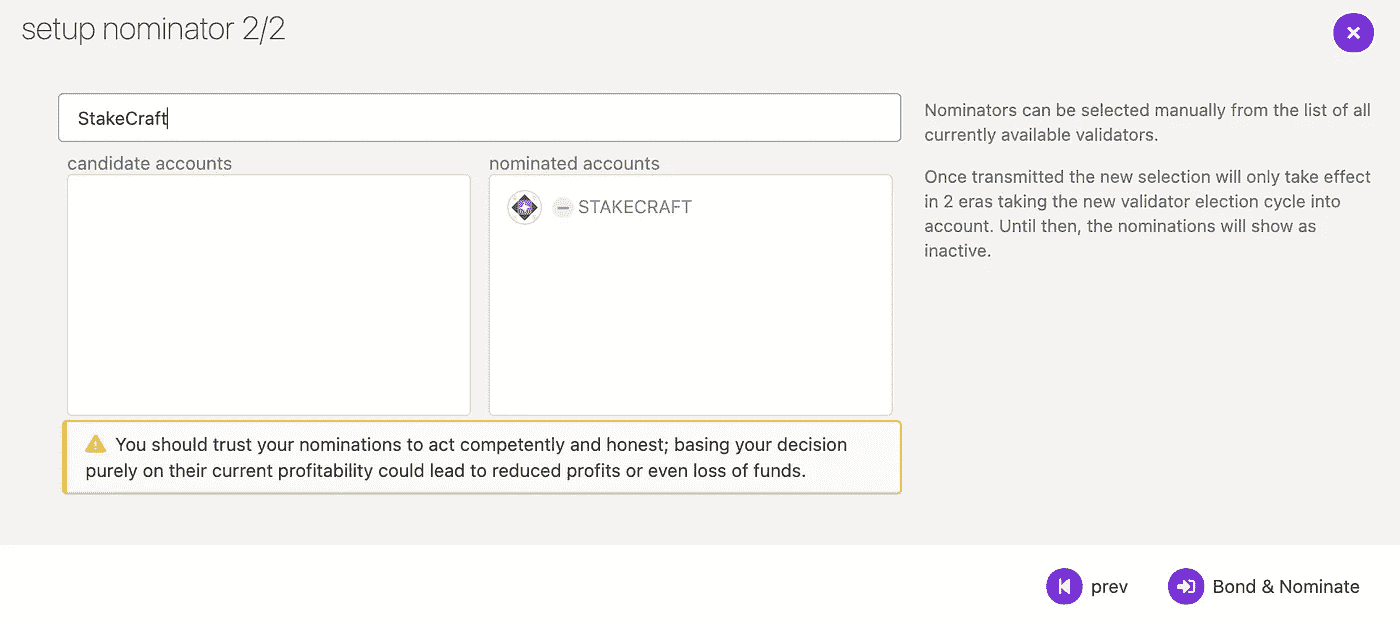 setup nominator 2/2
StakeCraft
candidate accounts
nominated accounts
STAKECRAFT
Nominators can be selected manually from the list of all
currently available validators.
Once transmitted the new selection will only take effect
in 2 eras taking the new validator election cycle into
account. Until then, the nominations will show as
inactive.
You should trust your nominations to act competently and honest; basing your decision
purely on their current profitability could lead to reduced profits or even loss of funds.
prev
Bond & Nominate